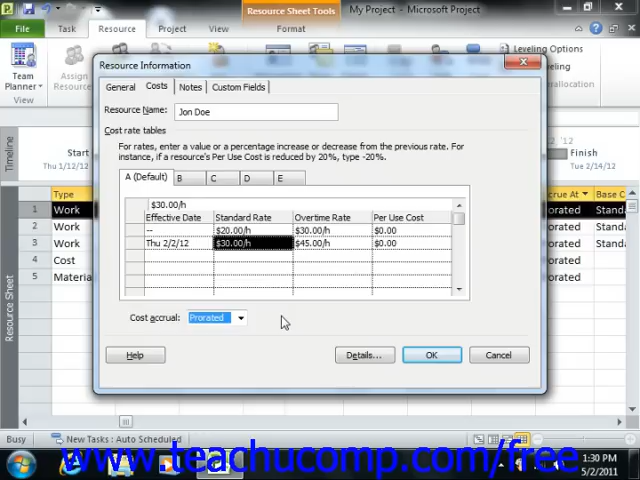 Resource Sheet Tools
My Project - Microsoft Project
File Task Resource Project View Format
Team Planner
View
Assign
Leveling Options
Resource Information
General Costs Notes Custom Fields
Resource Name: Jon Doe
Cost rate tables
For rates, enter a value or a percentage increase or decrease from the previous rate. For
instance, if a resource's Per Use Cost is reduced by 20%, type -20%.
A (Default) B C D E
$30.00/h
Effective Date Standard Rate Overtime Rate Per Use Cost
-- $20.00/h $30.00/h $0.00
Thu 2/2/12 $30.00/h $45.00/h $0.00
Cost accrual: Prorated
Help Details... OK Cancel
Timeline
Start
Thu 1/12/12
Finish
Tue 2/14/12
Type
1 Work
2 Work
3 Work
4 Cost
5 Materia
Resource Sheet
Busy New Tasks : Auto Scheduled
www.teachucomp.com/free
1:30 PM
5/2/2011